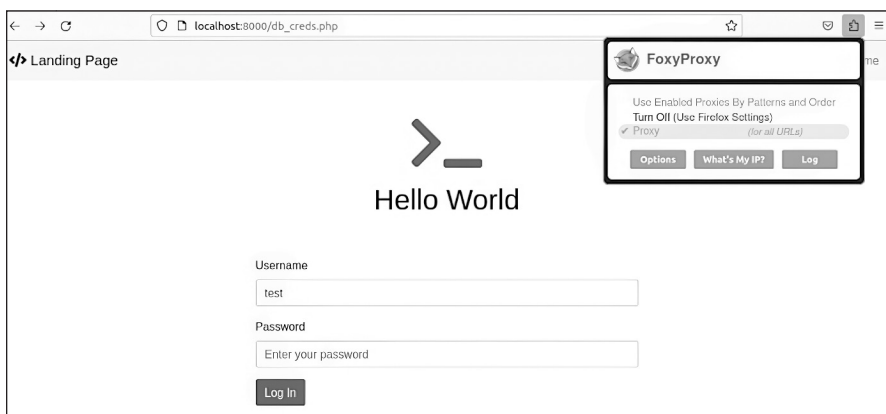 localhost:8000/db_creds.php
</> Landing Page
me
FoxyProxy
Use Enabled Proxies By Patterns and Order
Turn Off (Use Firefox Settings)
✔ Proxy (for all URLs)
Options What's My IP? Log
>_
Hello World
Username
test
Password
Enter your password
Log In